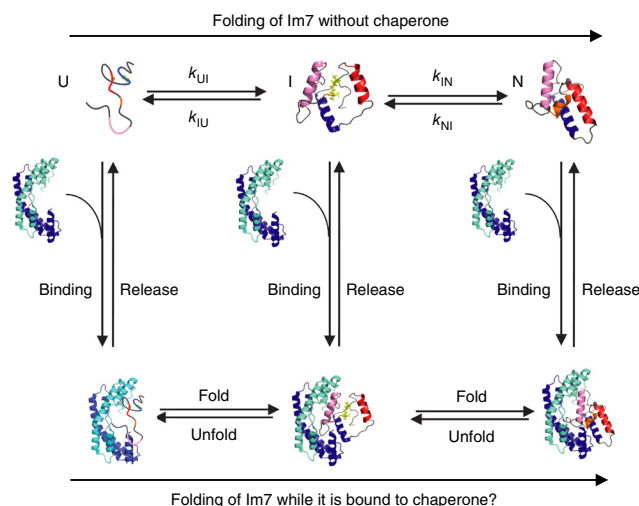 Folding of Im7 without chaperone
U
kUI
kIU
I
kIN
kNI
N
Binding
Release
Binding
Release
Binding
Release
Fold
Unfold
Fold
Unfold
Folding of Im7 while it is bound to chaperone?